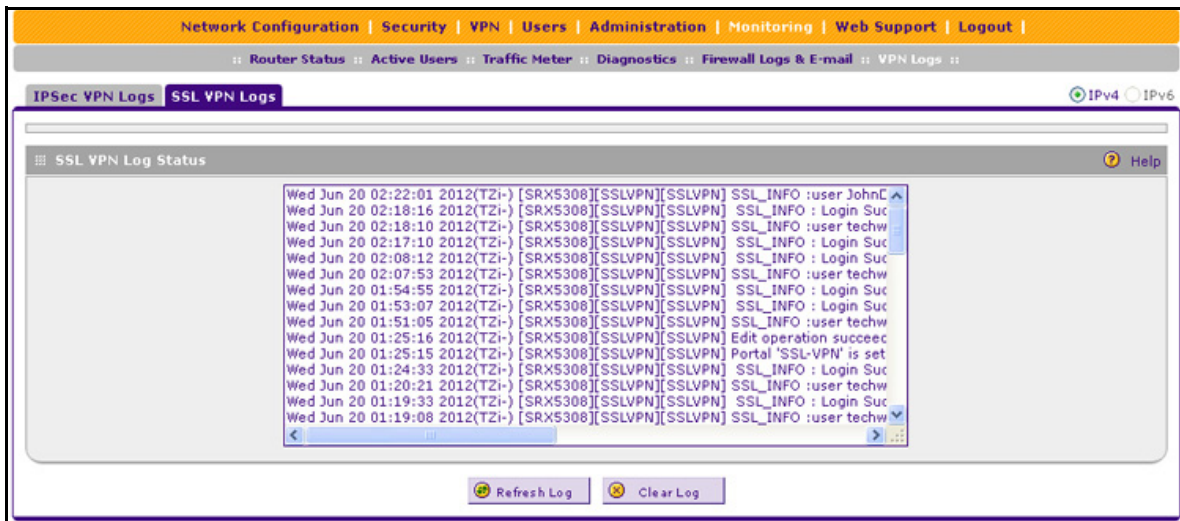 Network Configuration | Security | VPN | Users | Administration | Monitoring | Web Support | Logout |
:: Router Status :: Active Users :: Traffic Meter :: Diagnostics :: Firewall Logs & E-mail :: VPN Logs ::
IPSec VPN Logs SSL VPN Logs IPv4 IPv6
SSL VPN Log Status Help
Wed Jun 20 02:22:01 2012(TZi-) [SRX5308][SSLVPN][SSLVPN] SSL_INFO :user JohnD
Wed Jun 20 02:18:16 2012(TZi-) [SRX5308][SSLVPN][SSLVPN] SSL_INFO : Login Suc
Wed Jun 20 02:18:10 2012(TZi-) [SRX5308][SSLVPN][SSLVPN] SSL_INFO :user techw
Wed Jun 20 02:17:10 2012(TZi-) [SRX5308][SSLVPN][SSLVPN] SSL_INFO : Login Suc
Wed Jun 20 02:08:12 2012(TZi-) [SRX5308][SSLVPN][SSLVPN] SSL_INFO : Login Suc
Wed Jun 20 02:07:53 2012(TZi-) [SRX5308][SSLVPN][SSLVPN] SSL_INFO :user techw
Wed Jun 20 01:54:55 2012(TZi-) [SRX5308][SSLVPN][SSLVPN] SSL_INFO : Login Suc
Wed Jun 20 01:53:07 2012(TZi-) [SRX5308][SSLVPN][SSLVPN] SSL_INFO : Login Suc
Wed Jun 20 01:51:05 2012(TZi-) [SRX5308][SSLVPN][SSLVPN] SSL_INFO :user techw
Wed Jun 20 01:25:16 2012(TZi-) [SRX5308][SSLVPN][SSLVPN] Edit operation succeed
Wed Jun 20 01:25:15 2012(TZi-) [SRX5308][SSLVPN][SSLVPN] Portal 'SSL-VPN' is set
Wed Jun 20 01:24:33 2012(TZi-) [SRX5308][SSLVPN][SSLVPN] SSL_INFO : Login Suc
Wed Jun 20 01:20:21 2012(TZi-) [SRX5308][SSLVPN][SSLVPN] SSL_INFO :user techw
Wed Jun 20 01:19:33 2012(TZi-) [SRX5308][SSLVPN][SSLVPN] SSL_INFO : Login Suc
Wed Jun 20 01:19:08 2012(TZi-) [SRX5308][SSLVPN][SSLVPN] SSL_INFO :user techw
Refresh Log Clear Log